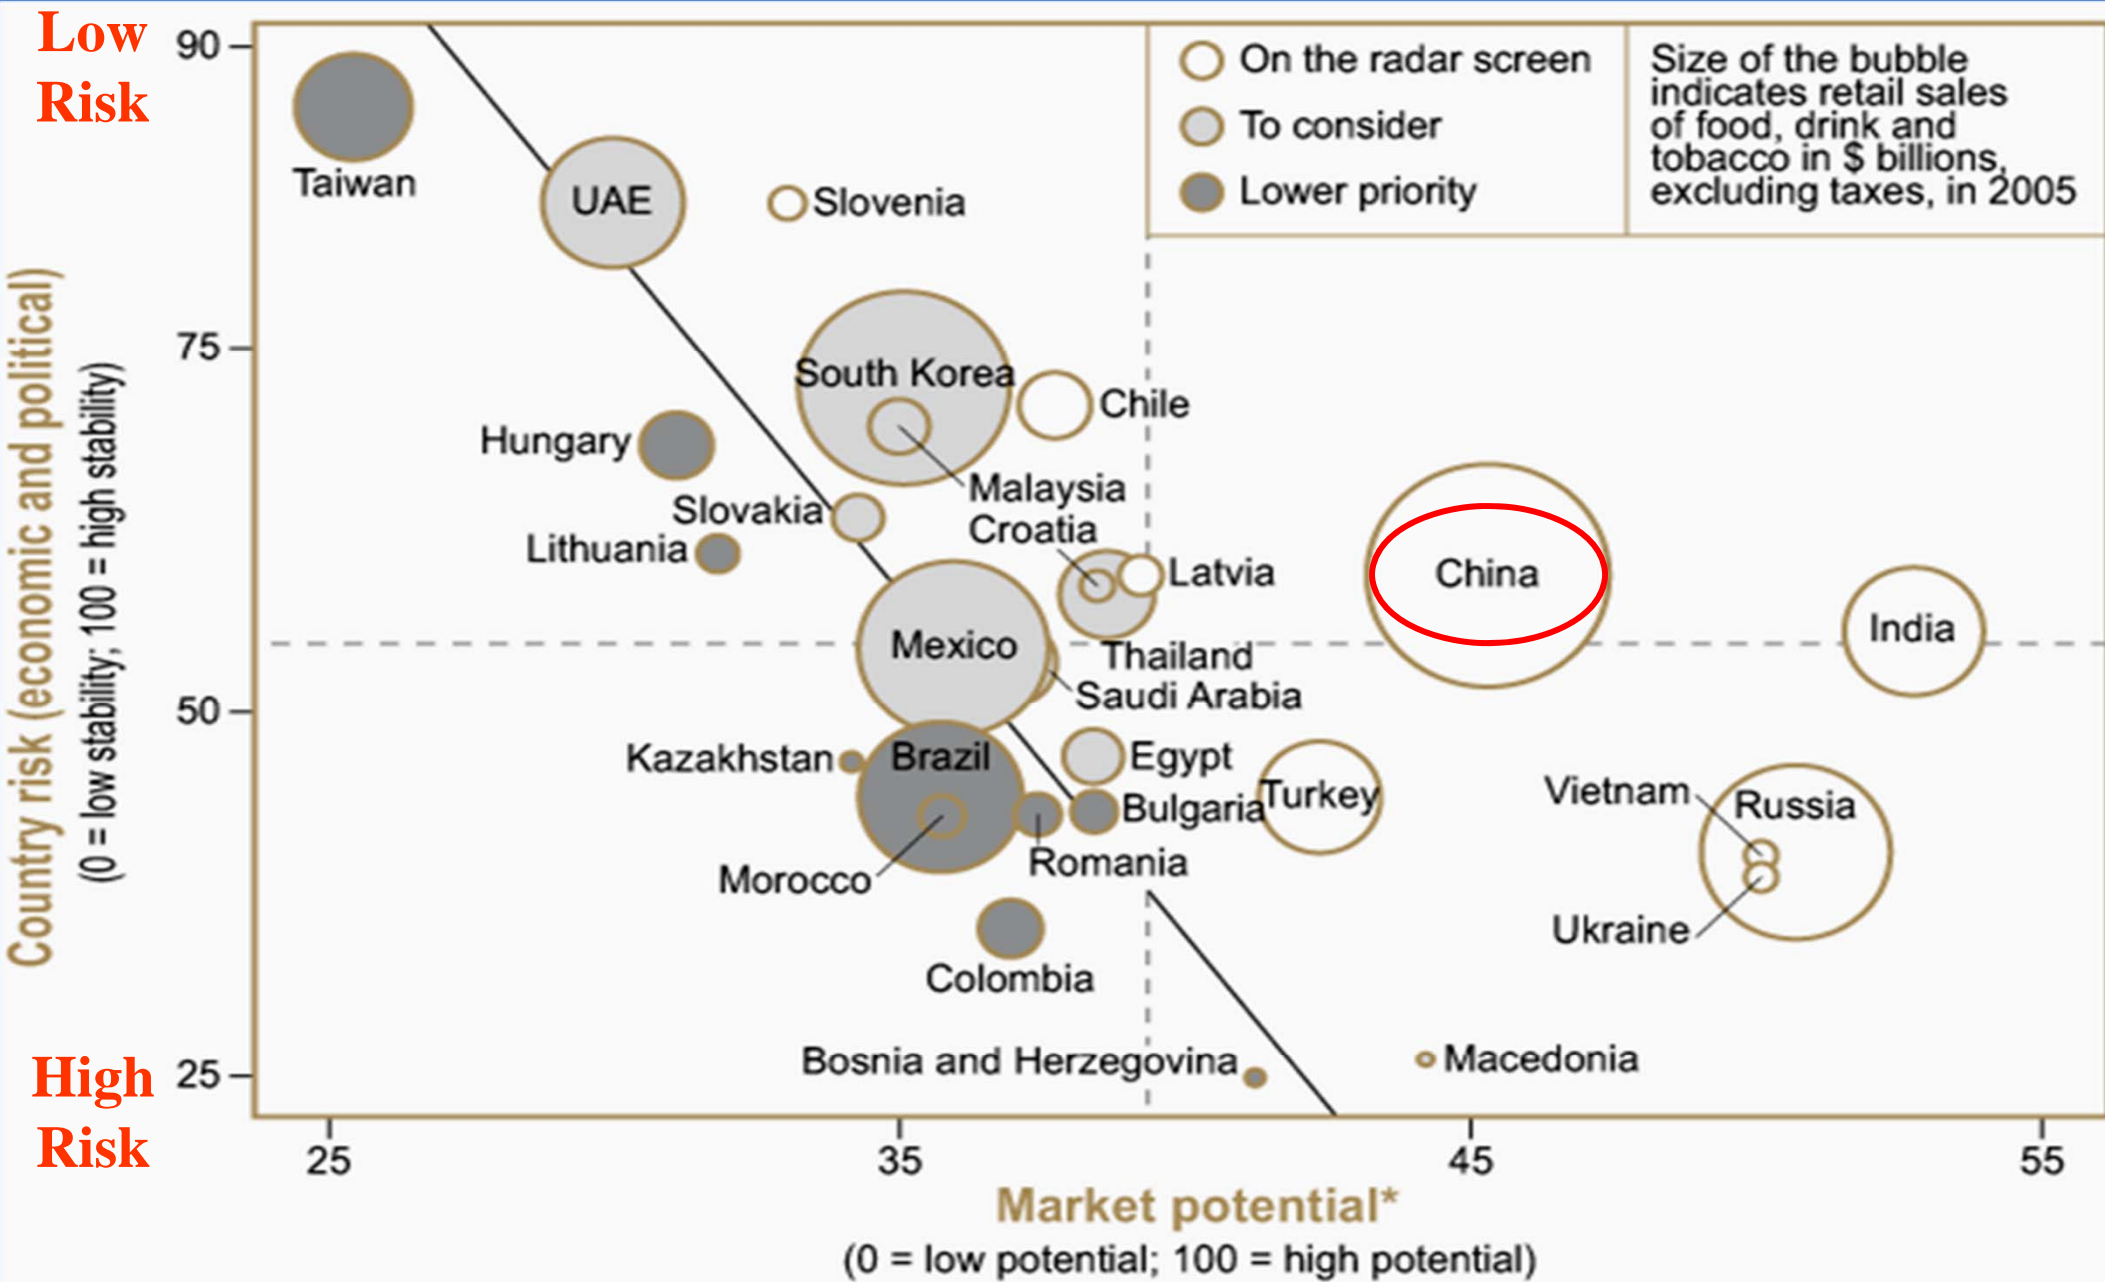 Low
Risk
90
75
50
25
High
Risk
Country risk (economic and political)
(0 = low stability; 100 = high stability)
On the radar screen
To consider
Lower priority
Size of the bubble
indicates retail sales
of food, drink and
tobacco in $ billions,
excluding taxes, in 2005
Taiwan
UAE
Slovenia
South Korea
Chile
Hungary
Malaysia
Slovakia
Croatia
Lithuania
Latvia
China
India
Mexico
Thailand
Saudi Arabia
Kazakhstan
Brazil
Egypt
Bulgaria
Turkey
Vietnam
Russia
Romania
Morocco
Ukraine
Colombia
Bosnia and Herzegovina
Macedonia
25
35
45
55
Market potential*
(0 = low potential; 100 = high potential)